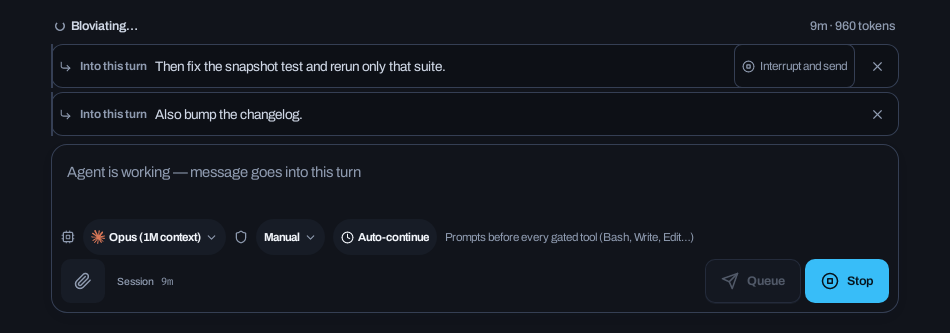 Bloviating...
9m · 960 tokens
Into this turn Then fix the snapshot test and rerun only that suite.
Interrupt and send
Into this turn Also bump the changelog.
Agent is working — message goes into this turn
Opus (1M context) Manual Auto-continue Prompts before every gated tool (Bash, Write, Edit...)
Session 9m
Queue
Stop